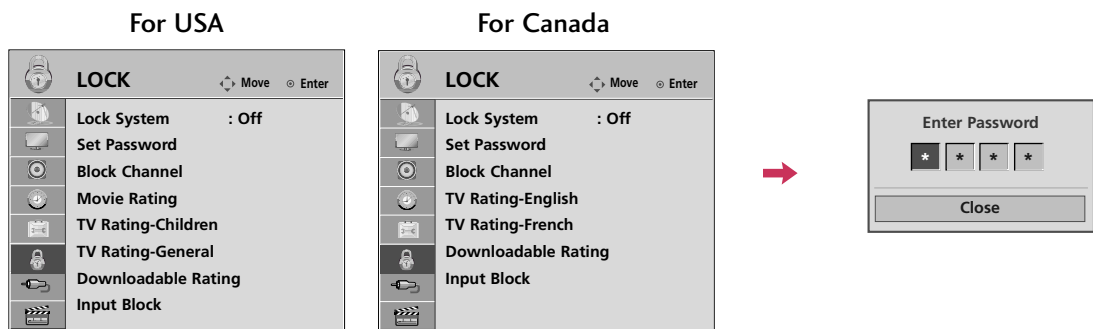 For USA
LOCK Move Enter
Lock System : Off
Set Password
Block Channel
Movie Rating
TV Rating-Children
TV Rating-General
Downloadable Rating
Input Block
For Canada
LOCK Move Enter
Lock System : Off
Set Password
Block Channel
TV Rating-English
TV Rating-French
Downloadable Rating
Input Block
Enter Password
* * * *
Close